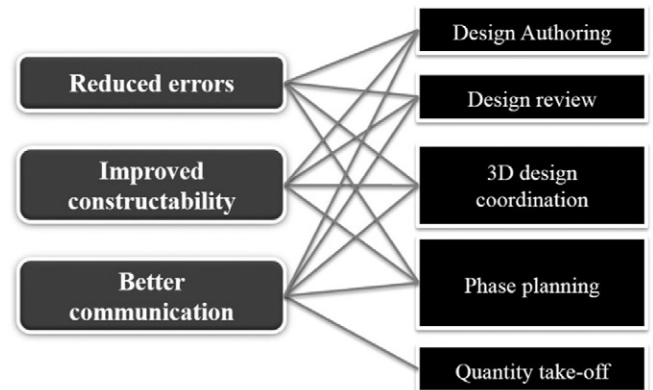 Reduced errors
Improved
constructability
Better
communication
Design Authoring
Design review
3D design
coordination
Phase planning
Quantity take-off